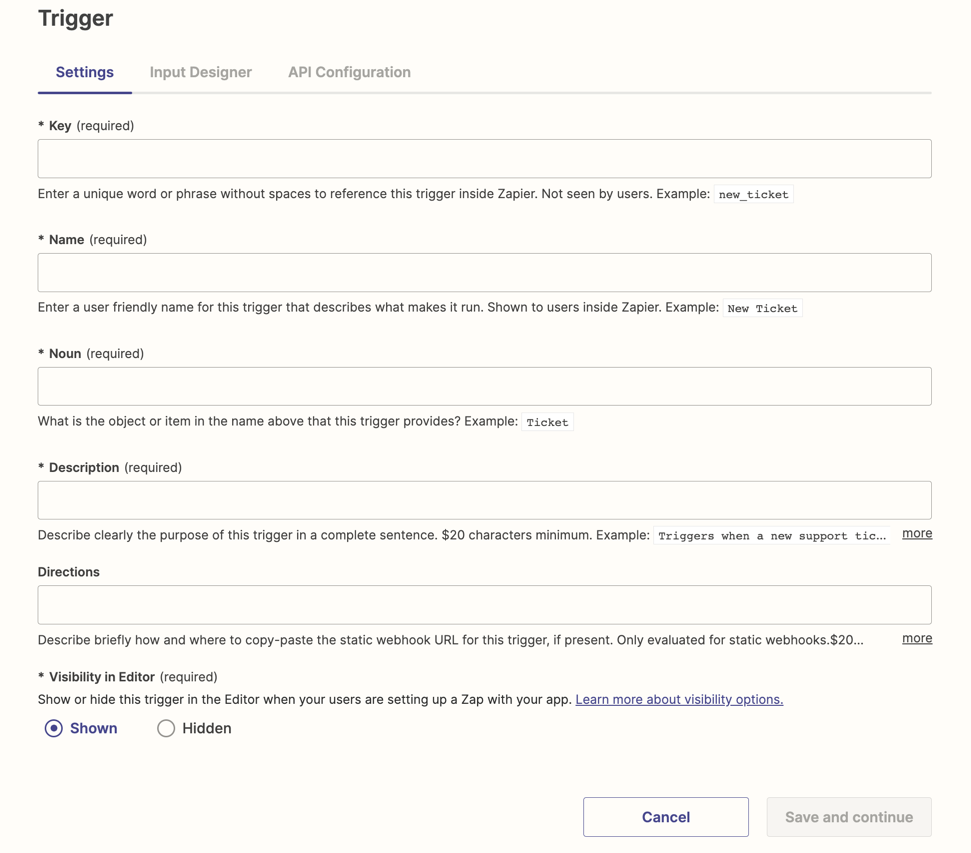 Trigger
Settings Input Designer API Configuration
* Key (required)
Enter a unique word or phrase without spaces to reference this trigger inside Zapier. Not seen by users. Example: new_ticket
* Name (required)
Enter a user friendly name for this trigger that describes what makes it run. Shown to users inside Zapier. Example: New Ticket
* Noun (required)
What is the object or item in the name above that this trigger provides? Example: Ticket
* Description (required)
Describe clearly the purpose of this trigger in a complete sentence. $20 characters minimum. Example: Triggers when a new support tic... more
Directions
Describe briefly how and where to copy-paste the static webhook URL for this trigger, if present. Only evaluated for static webhooks.$20... more
* Visibility in Editor (required)
Show or hide this trigger in the Editor when your users are setting up a Zap with your app. Learn more about visibility options.
Shown Hidden
Cancel Save and continue